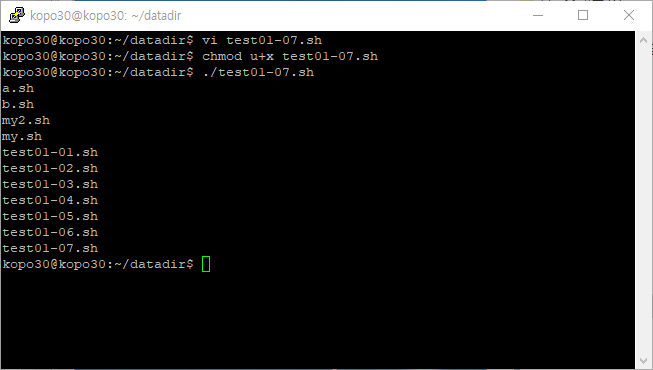 kopo30@kopo30: ~/datadir
kopo30@kopo30:~/datadir$ vi test01-07.sh
kopo30@kopo30:~/datadir$ chmod u+x test01-07.sh
kopo30@kopo30:~/datadir$ ./test01-07.sh
a.sh
b.sh
my2.sh
my.sh
test01-01.sh
test01-02.sh
test01-03.sh
test01-04.sh
test01-05.sh
test01-06.sh
test01-07.sh
kopo30@kopo30:~/datadir$